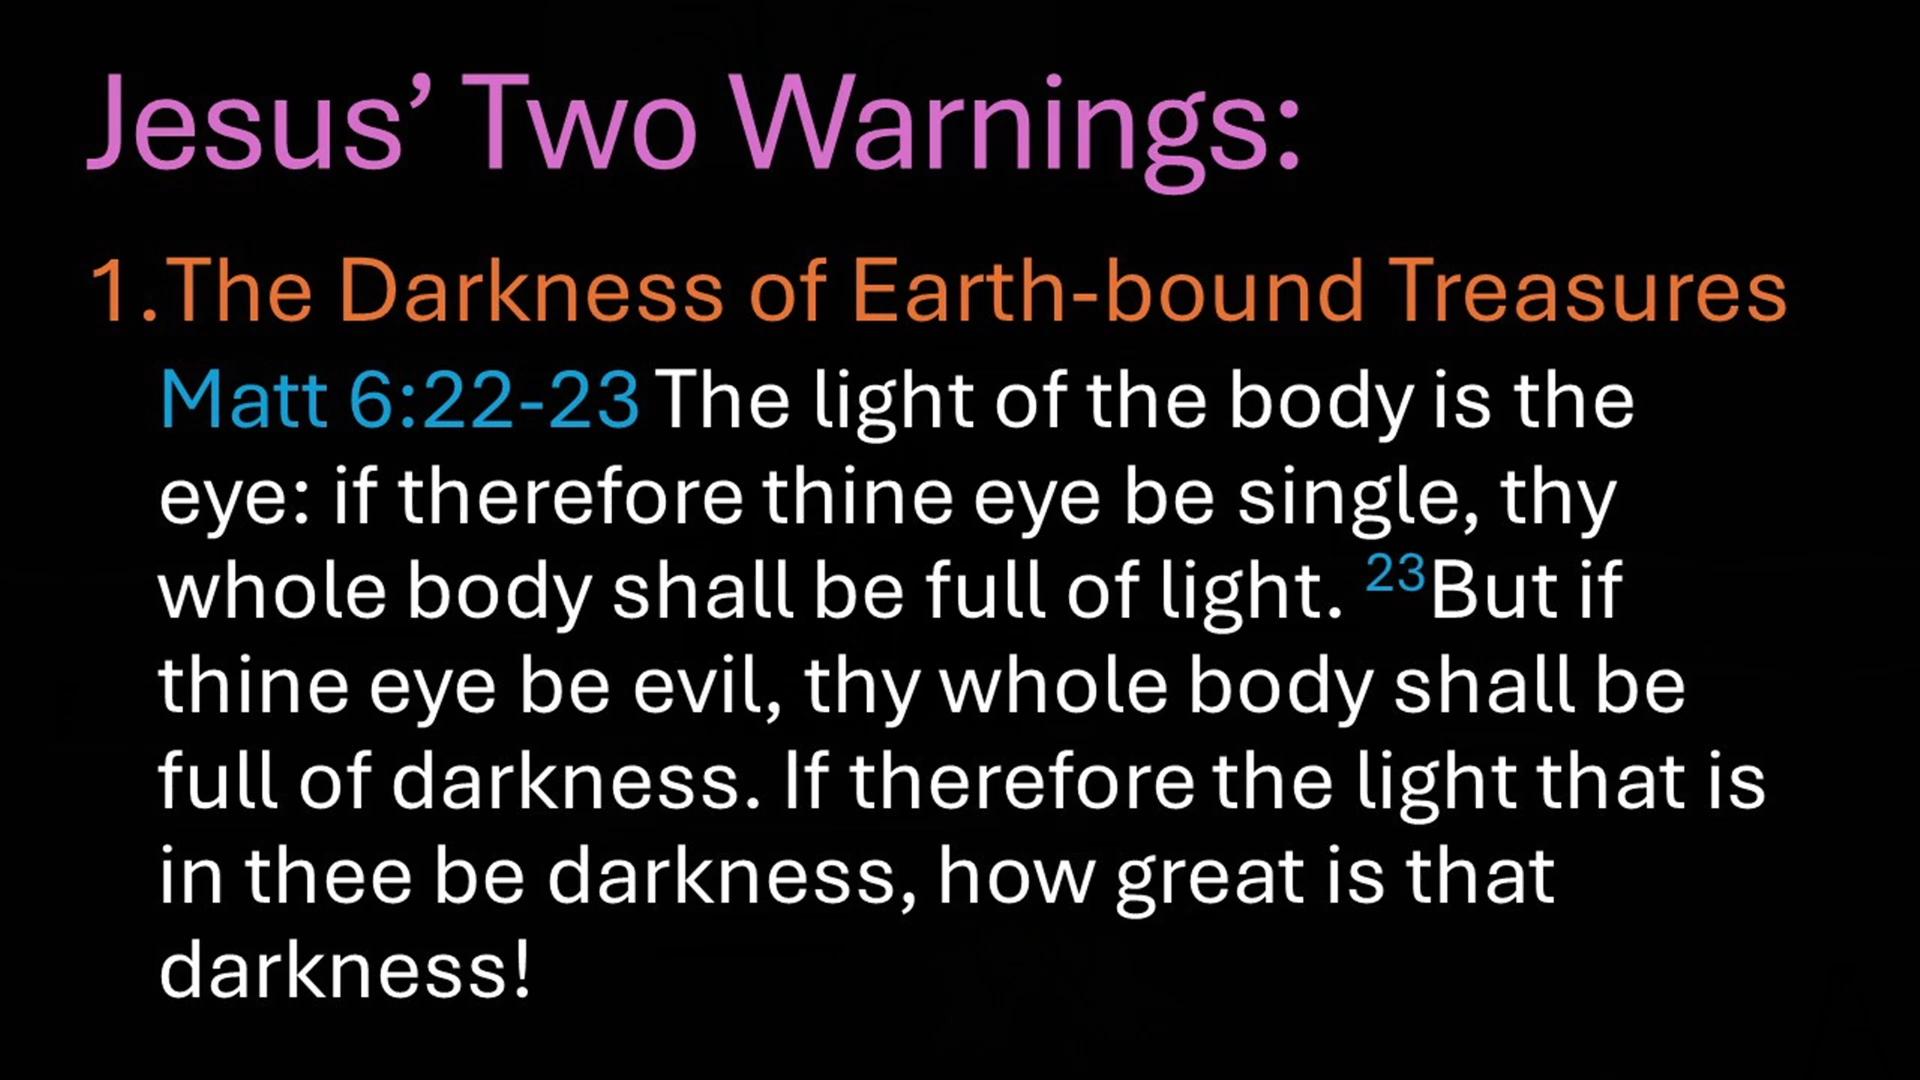 Jesus’ Two Warnings:
1.The Darkness of Earth-bound Treasures
Matt 6:22-23 The light of the body is the
eye: if therefore thine eye be single, thy
whole body shall be full of light. 23But if
thine eye be evil, thy whole body shall be
full of darkness. If therefore the light that is
in thee be darkness, how great is that
darkness!